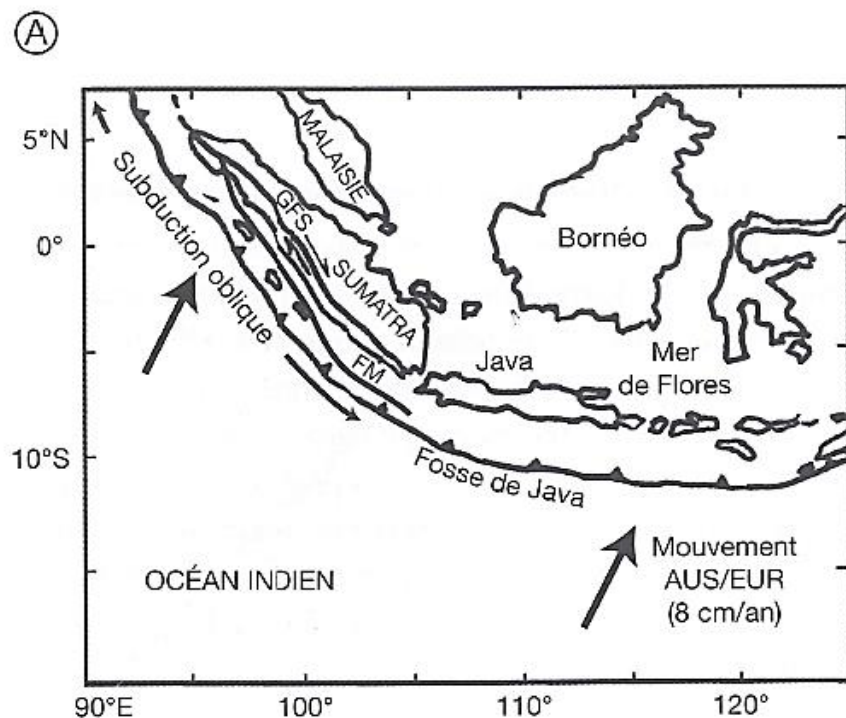 A
5°N
0°
10°S
MALAISIE
GFS
SUMATRA
Subduction oblique
FM
Bornéo
Java
Mer
de Flores
Fosse de Java
OCÉAN INDIEN
Mouvement
AUS/EUR
(8 cm/an)
90°E
100°
110°
120°